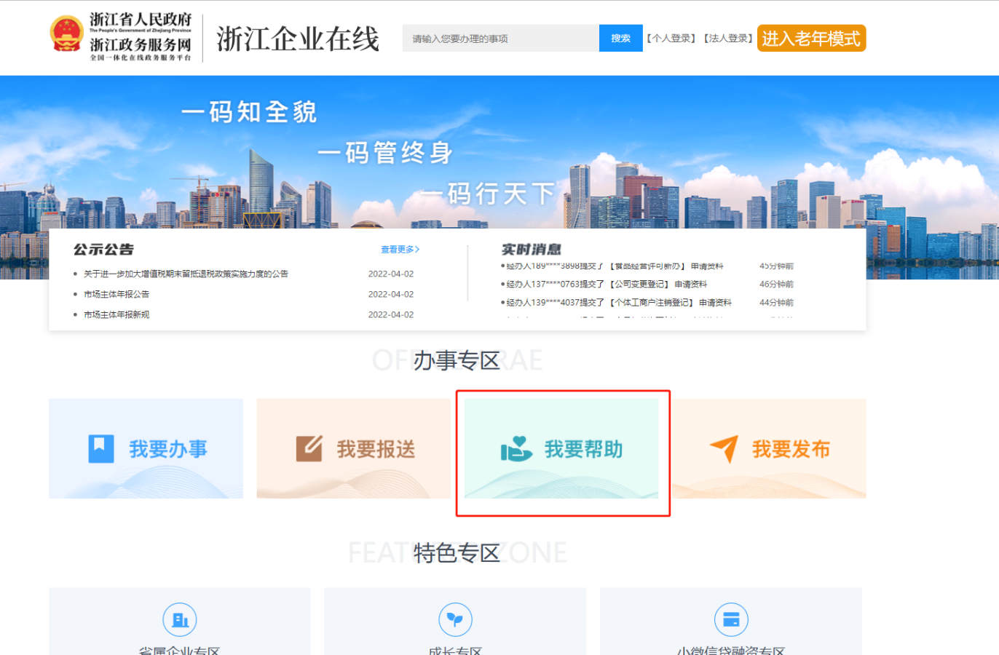 浙江省人民政府
The People's Government of Zhejiang Province
浙江政务服务网
全国一体化在线政务服务平台
浙江企业在线
请输入您要办理的事项
搜索
【个人登录】【法人登录】
进入老年模式
一码知全貌
一码管终身
一码行天下
公示公告
查看更多>
关于进一步加大增值税期末留抵退税政策实施力度的公告 2022-04-02
市场主体年报公告 2022-04-02
市场主体年报新规 2022-04-02
实时消息
经办人189****3898提交了 【食品经营许可新办】 申请资料 45分钟前
经办人137****0763提交了 【公司变更登记】 申请资料 46分钟前
经办人139****4037提交了 【个体工商户注销登记】 申请资料 44分钟前
办事专区
我要办事
我要报送
我要帮助
我要发布
FEATURED ZONE
特色专区
省属企业专区
成长专区
小微信贷融资专区